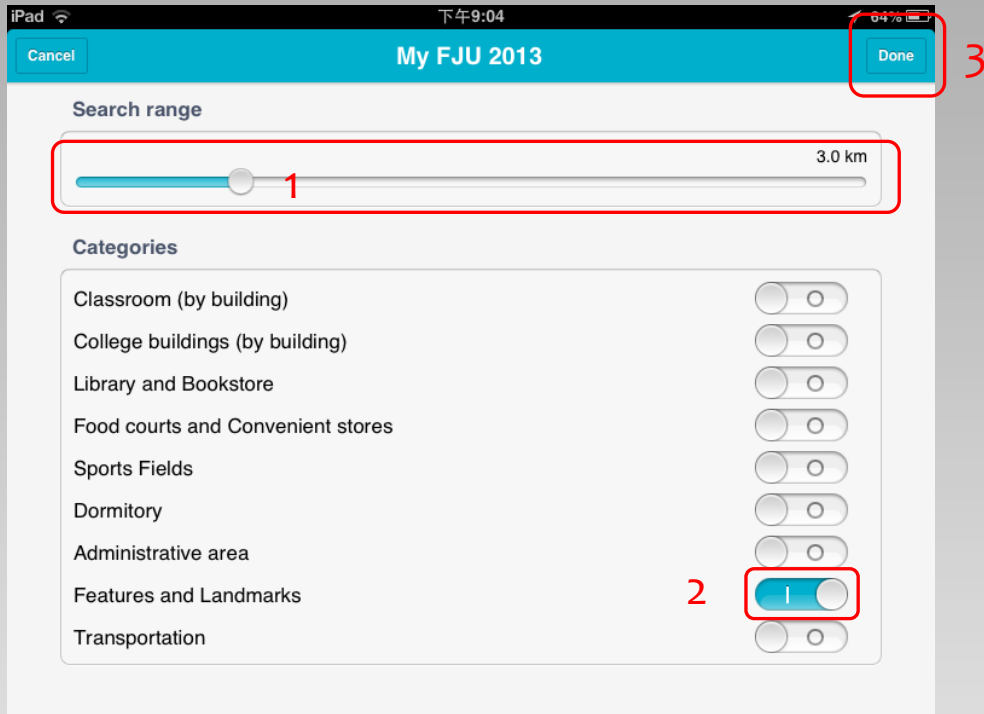 iPad 下午9:04 64%
Cancel My FJU 2013 Done 3
Search range
3.0 km
1
Categories
Classroom (by building)
College buildings (by building)
Library and Bookstore
Food courts and Convenient stores
Sports Fields
Dormitory
Administrative area
Features and Landmarks 2
Transportation